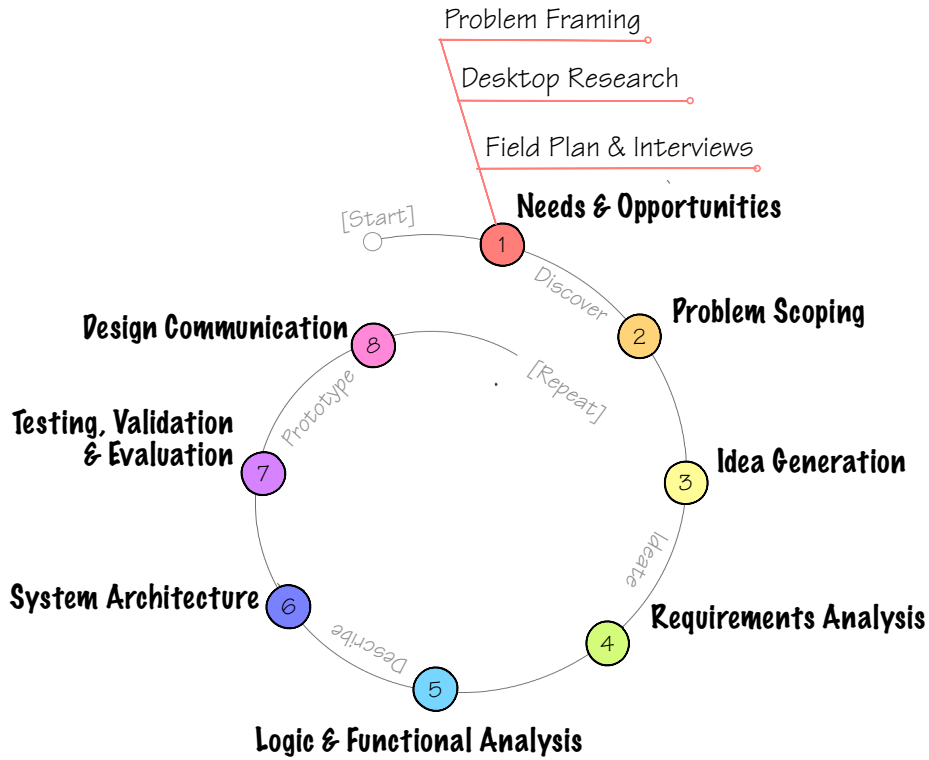 Problem Framing
Desktop Research
Field Plan & Interviews
Needs & Opportunities
[Start]
1
Discover
Problem Scoping
2
Design Communication
8
[Repeat]
Prototype
Testing, Validation
& Evaluation
7
Idea Generation
3
Ideate
System Architecture
6
Requirements Analysis
4
Describe
5
Logic & Functional Analysis